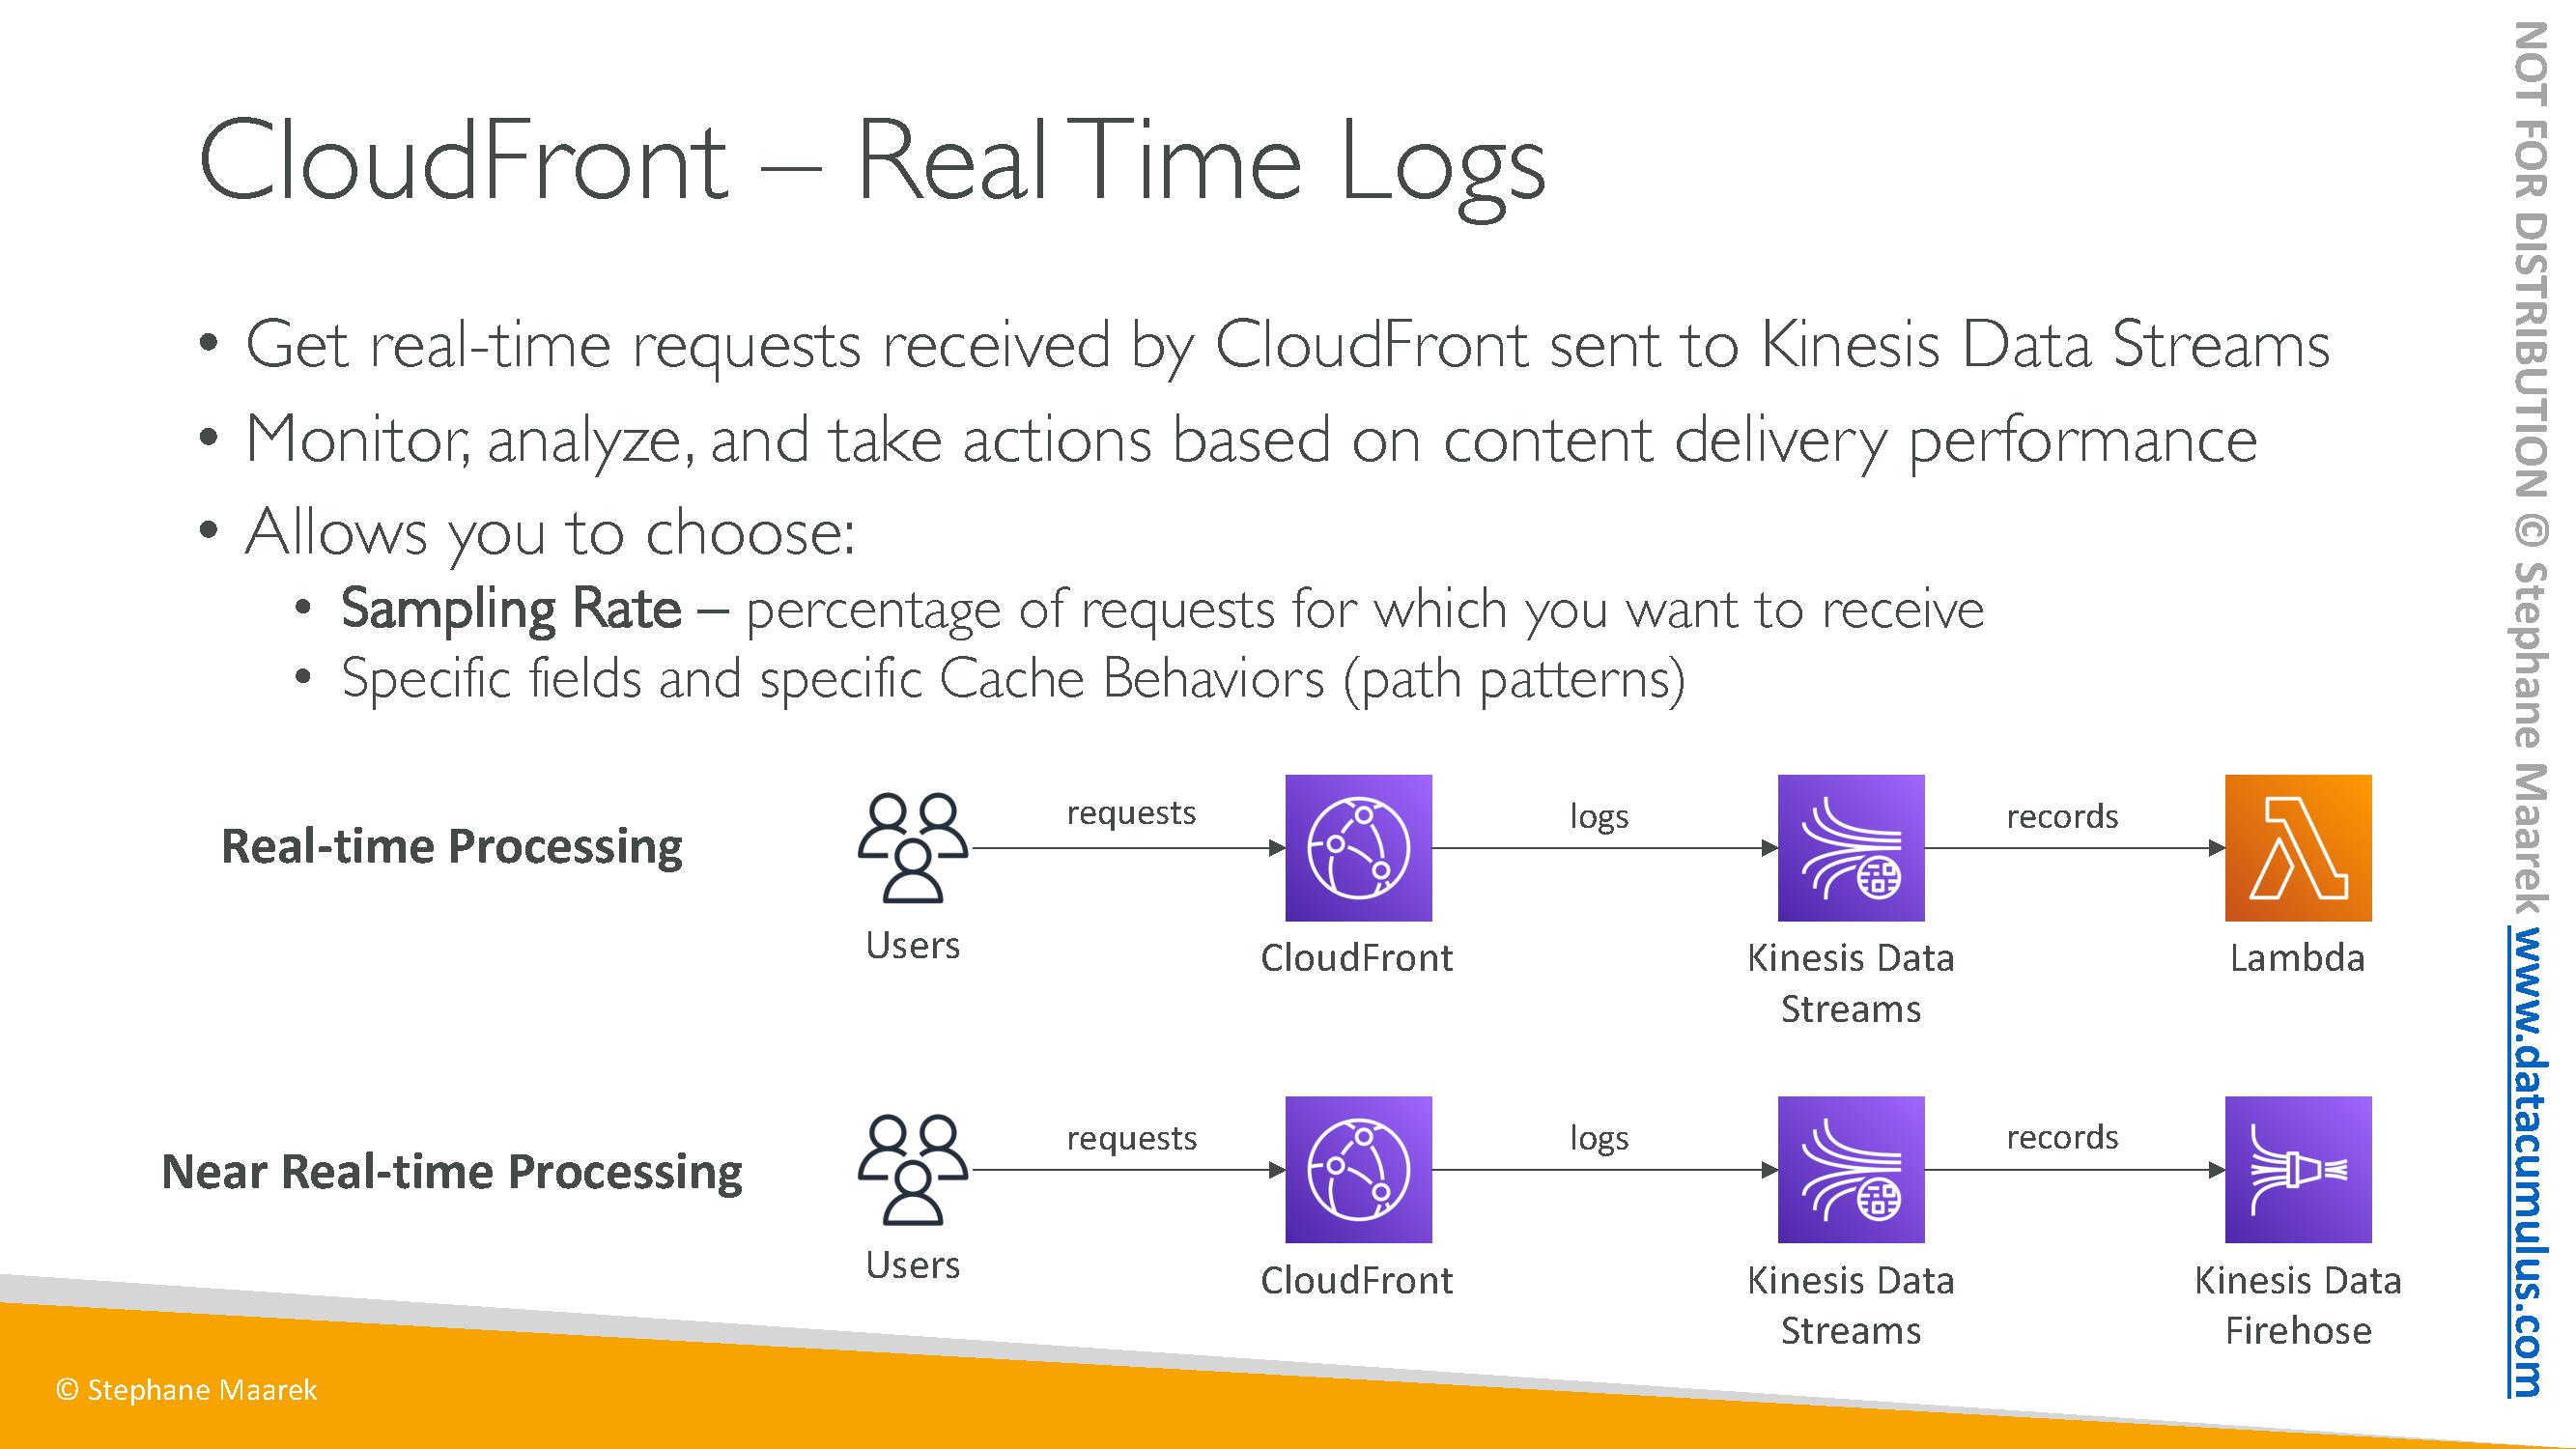 CloudFront – Real Time Logs
• Get real-time requests received by CloudFront sent to Kinesis Data Streams
• Monitor, analyze, and take actions based on content delivery performance
• Allows you to choose:
• Sampling Rate – percentage of requests for which you want to receive
• Specific fields and specific Cache Behaviors (path patterns)
Real-time Processing
requests
logs
records
Users
CloudFront
Kinesis Data
Streams
Lambda
Near Real-time Processing
requests
logs
records
Users
CloudFront
Kinesis Data
Streams
Kinesis Data
Firehose
© Stephane Maarek
NOT FOR DISTRIBUTION © Stephane Maarek www.datacumulus.com